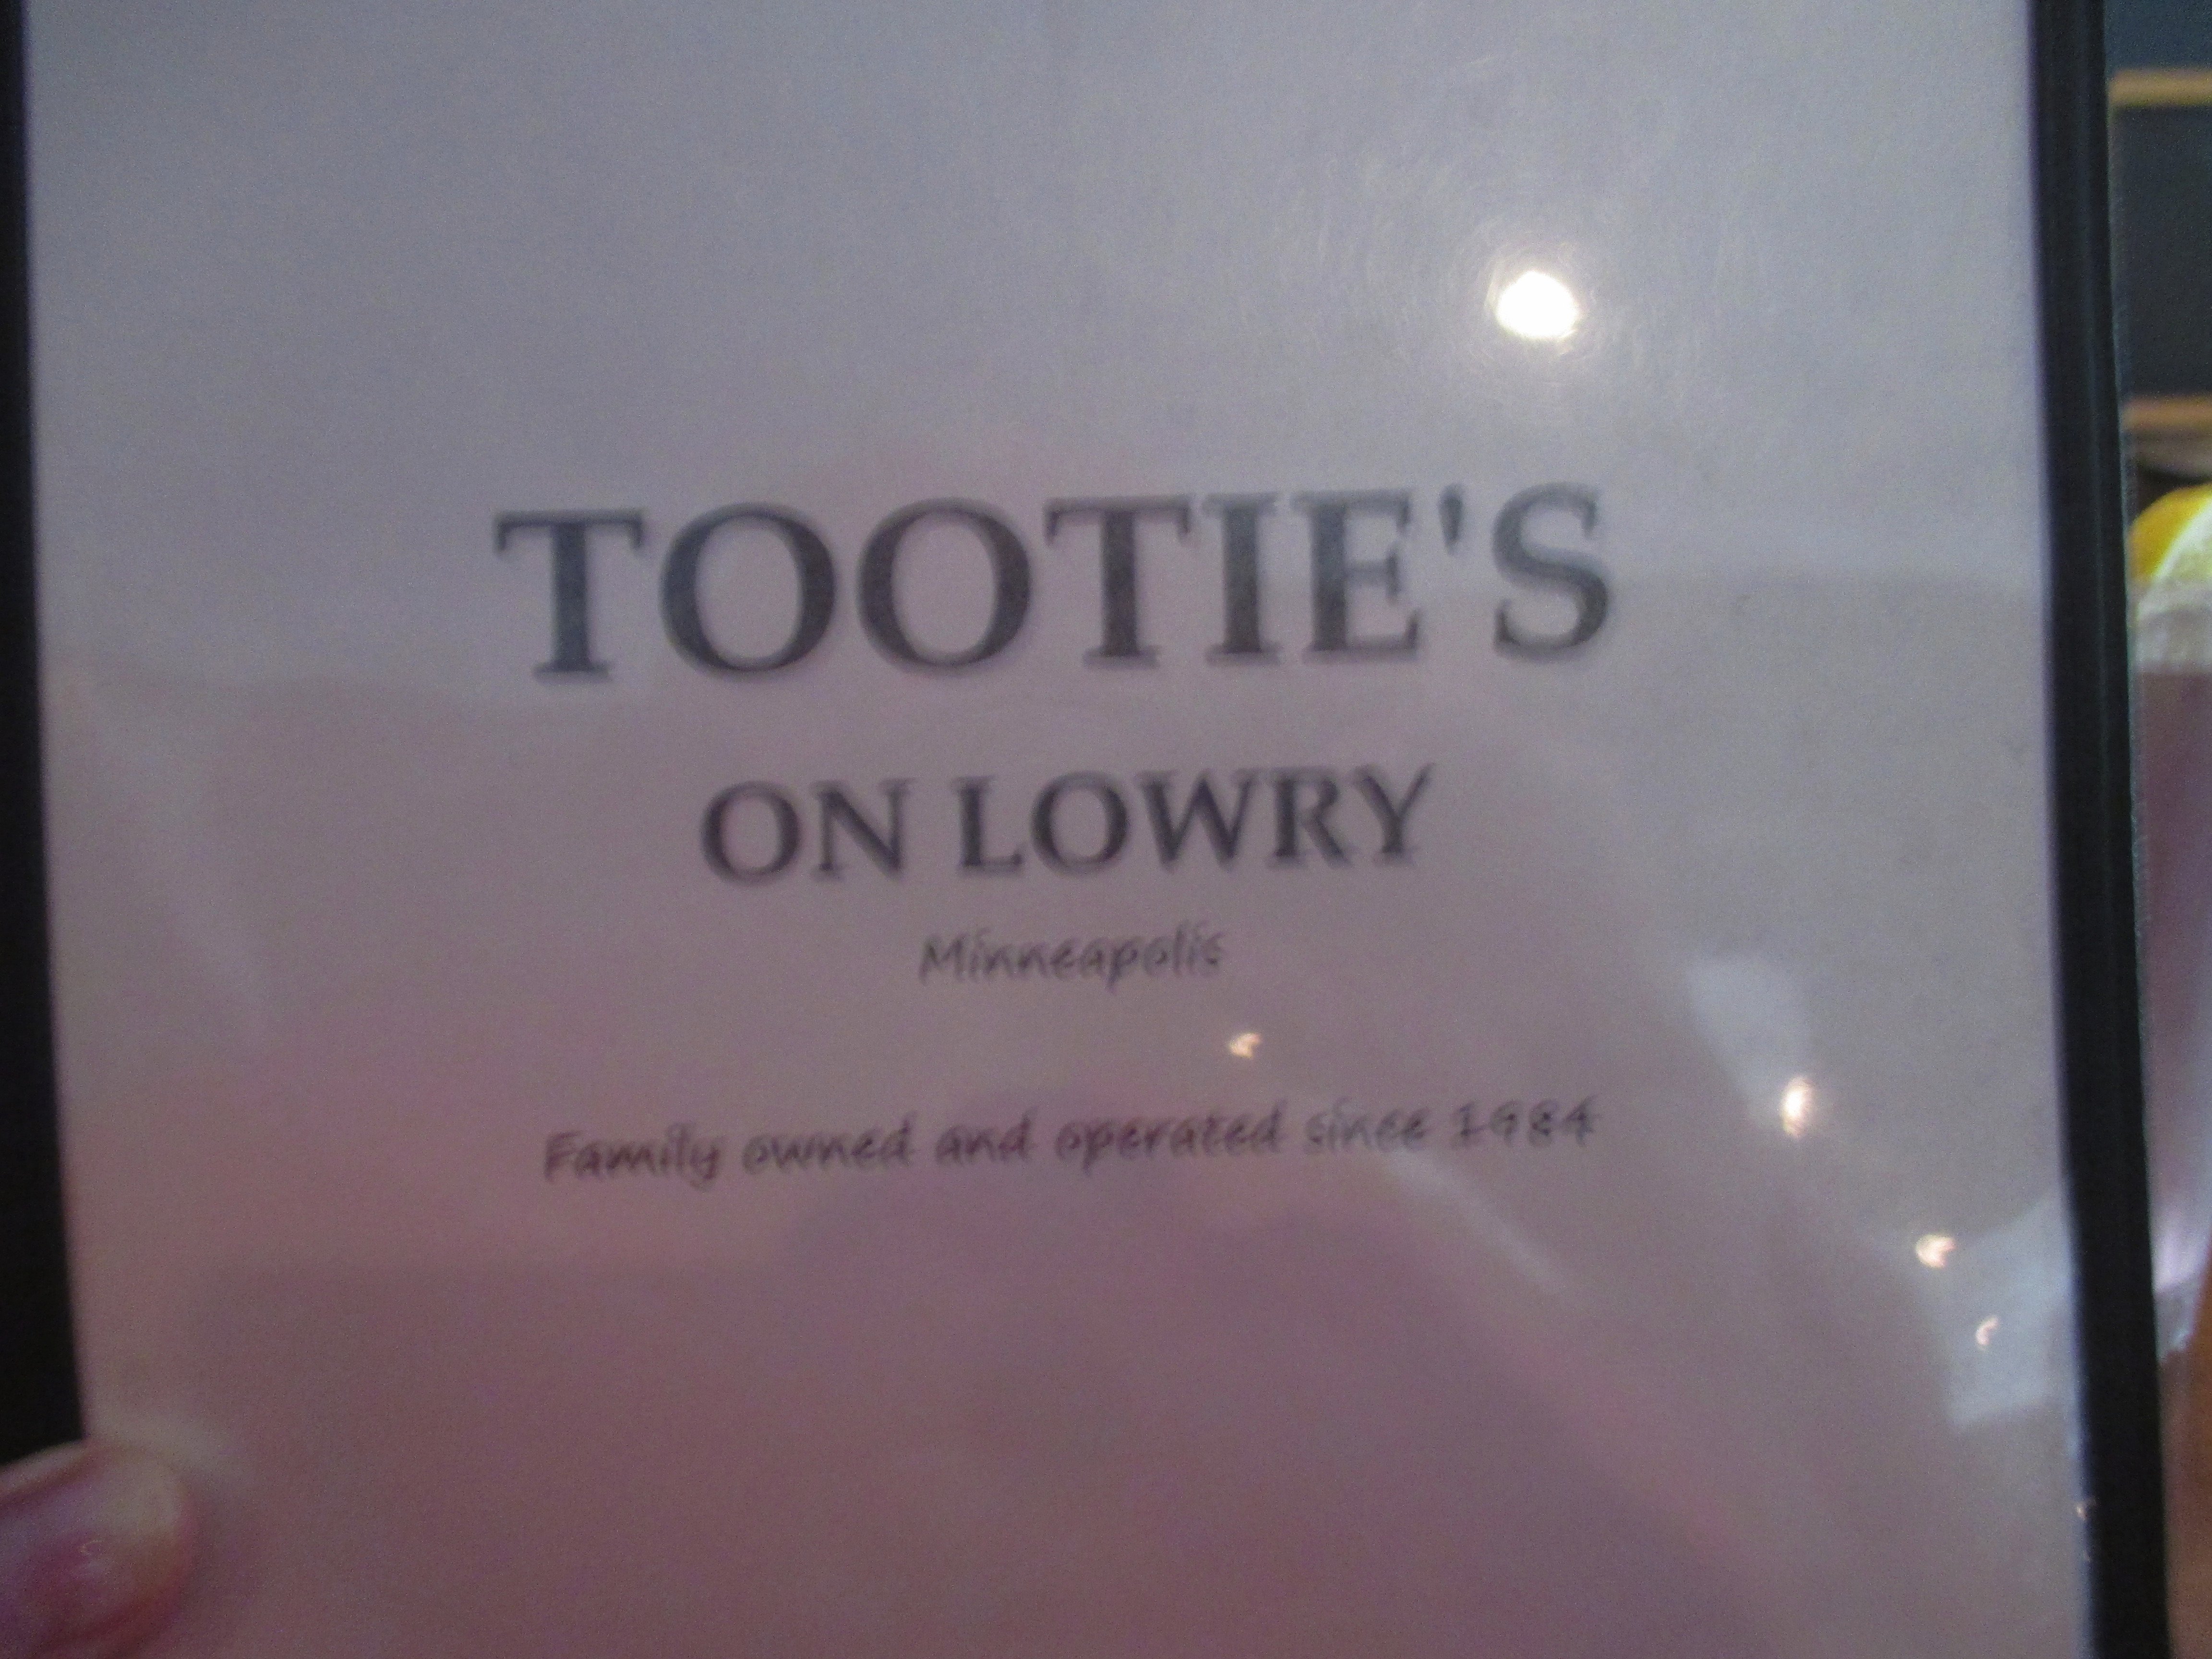 TOOTIE'S
ON LOWRY
Minneapolis
Family owned and operated since 1984